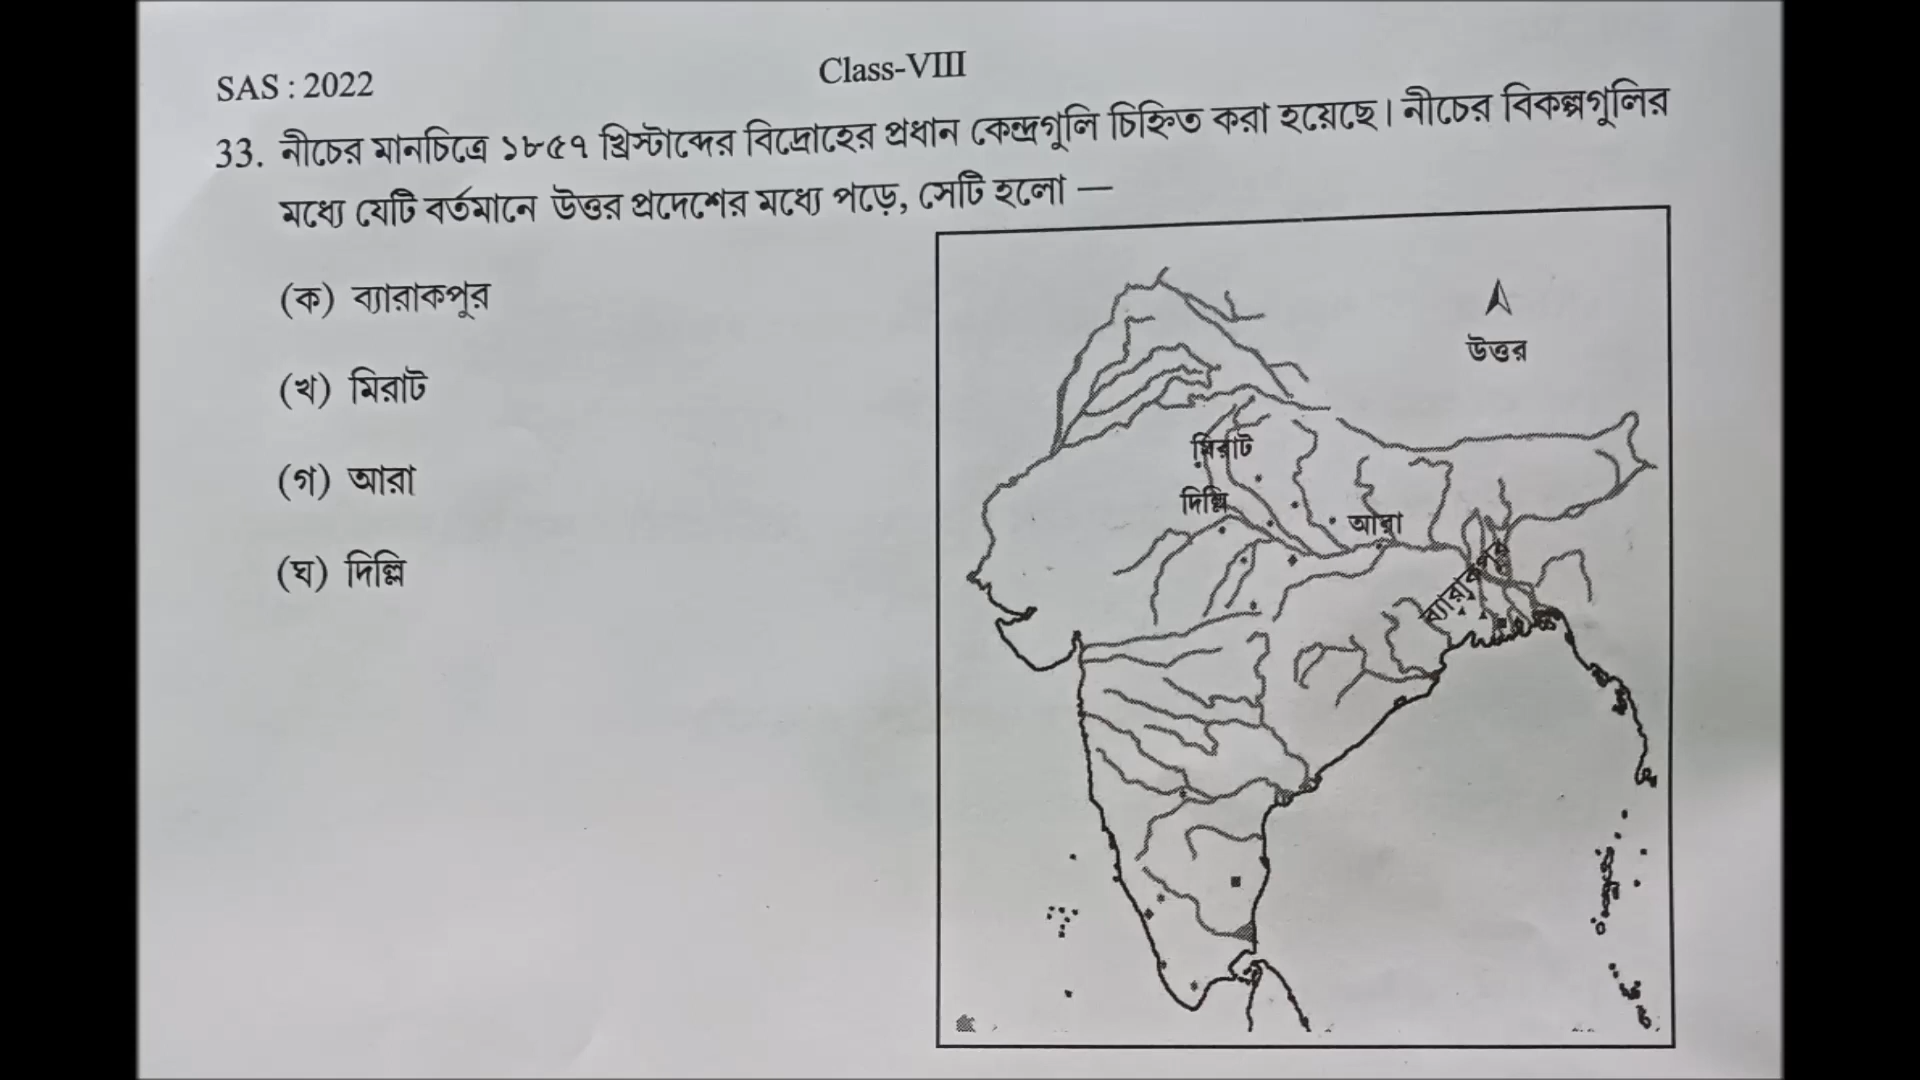 SAS : 2022
Class-VIII
33. নীচের মানচিত্রে ১৮৫৭ খ্রিস্টাব্দের বিদ্রোহের প্রধান কেন্দ্রগুলি চিহ্নিত করা হয়েছে। নীচের বিকল্পগুলির
মধ্যে যেটি বর্তমানে উত্তর প্রদেশের মধ্যে পড়ে, সেটি হলো —
(ক) ব্যারাকপুর
(খ) মিরাট
(গ) আরা
(ঘ) দিল্লি
উত্তর
মিরাট
দিল্লি
আরা
ব্যারাকপুর